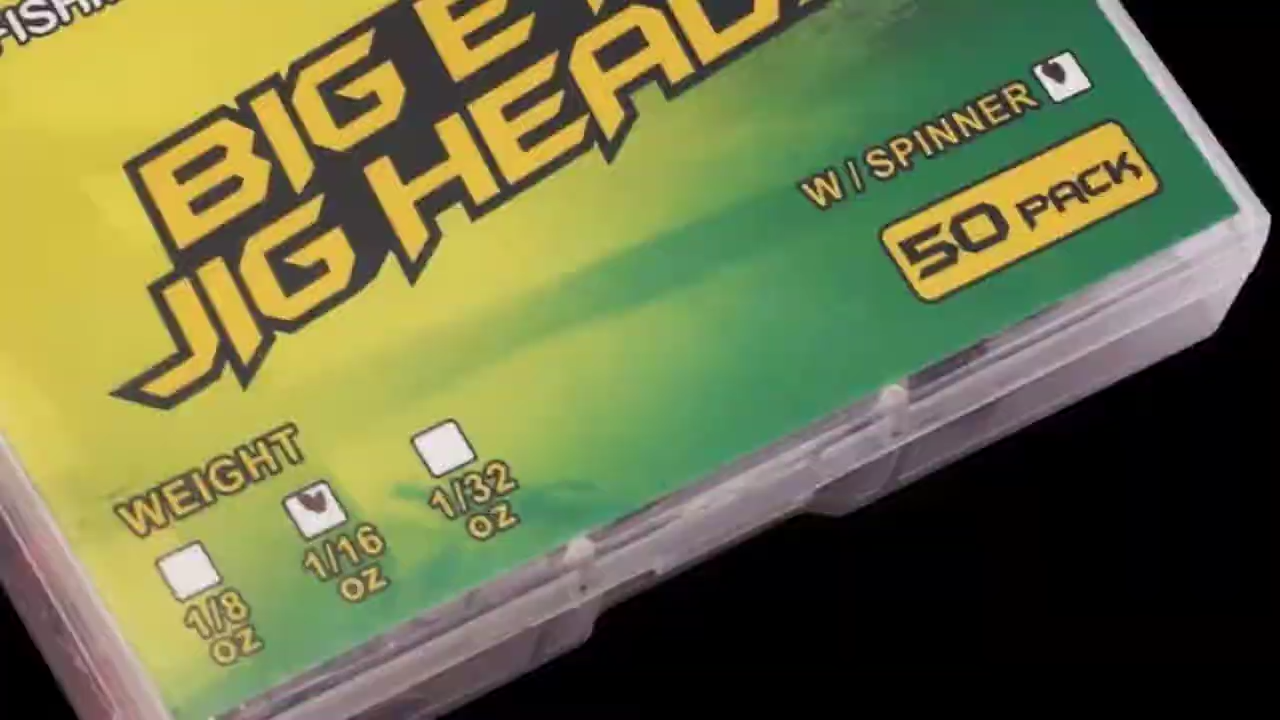 BIG E
JIG HEAD
W / SPINNER
50 PACK
WEIGHT
1/8
oz
1/16
oz
1/32
oz